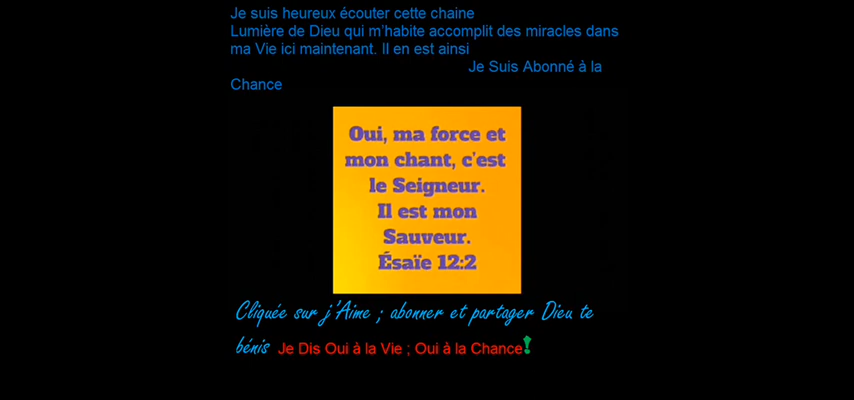 Je suis heureux écouter cette chaine
Lumière de Dieu qui m'habite accomplit des miracles dans
ma Vie ici maintenant. Il en est ainsi
Je Suis Abonné à la
Chance
Oui, ma force et
mon chant, c'est
le Seigneur.
Il est mon
Sauveur.
Ésaïe 12:2
Cliquée sur j'Aime ; abonner et partager Dieu te
bénis Je Dis Oui à la Vie ; Oui à la Chance!